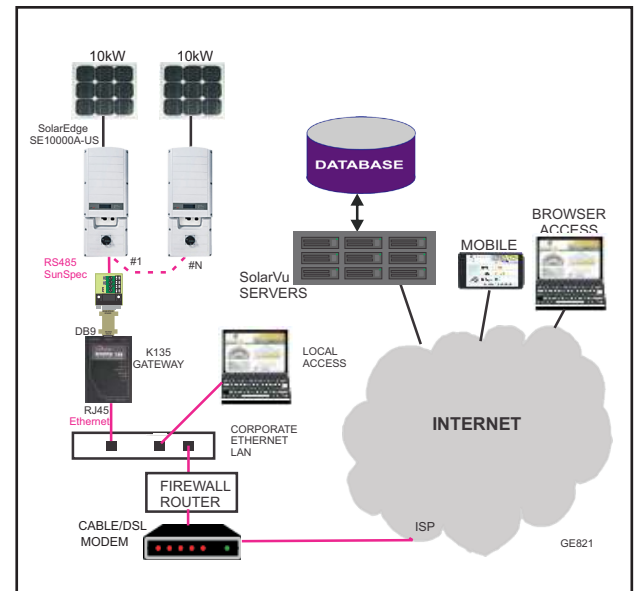 10kW
10kW
SolarEdge
SE10000A-US
RS485
SunSpec
#1
#N
DB9
K135
GATEWAY
RJ45
Ethernet
LOCAL
ACCESS
CORPORATE
ETHERNET
LAN
FIREWALL
ROUTER
CABLE/DSL
MODEM
DATABASE
SolarVu
SERVERS
MOBILE
BROWSER
ACCESS
INTERNET
ISP
GE821